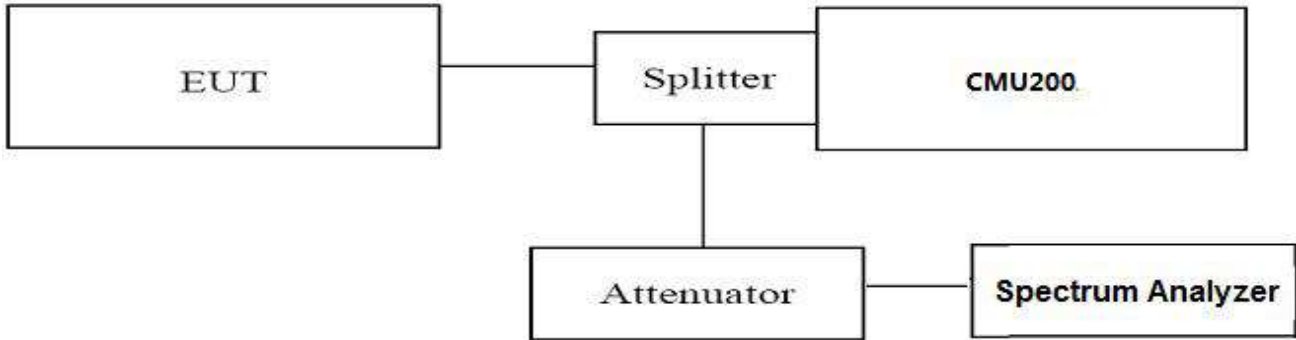 EUT
Splitter
CMU200.
Attenuator
Spectrum Analyzer